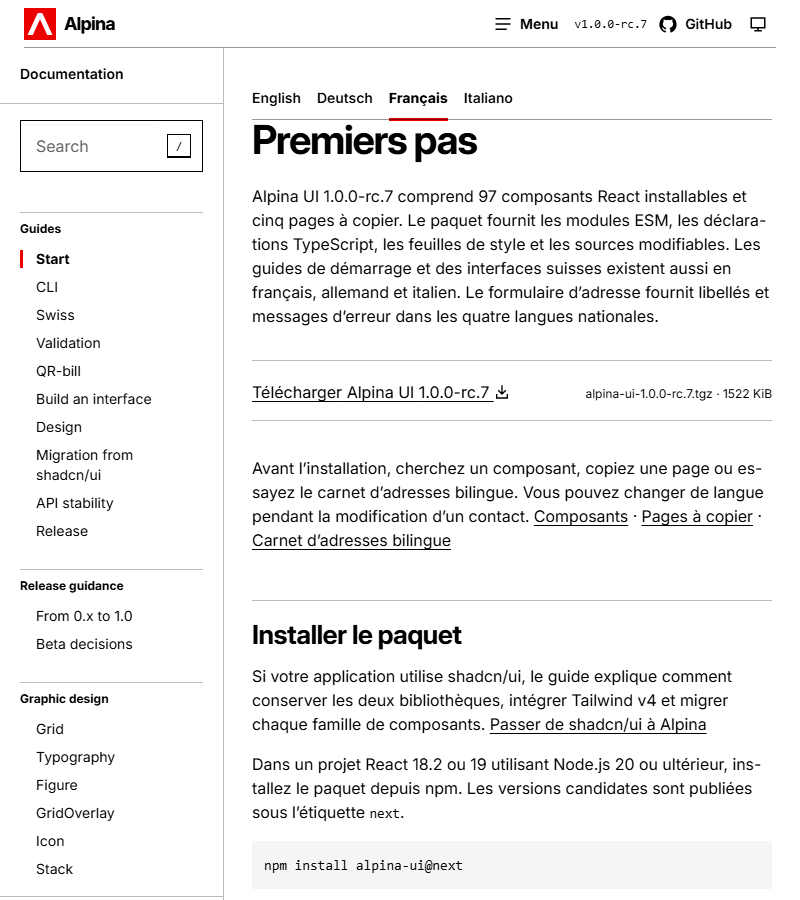 Alpina
Menu
v1.0.0-rc.7
GitHub
Documentation
Search
/
Guides
Start
CLI
Swiss
Validation
QR-bill
Build an interface
Design
Migration from
shadcn/ui
API stability
Release
Release guidance
From 0.x to 1.0
Beta decisions
Graphic design
Grid
Typography
Figure
GridOverlay
Icon
Stack
English Deutsch Français Italiano
Premiers pas
Alpina UI 1.0.0-rc.7 comprend 97 composants React installables et
cinq pages à copier. Le paquet fournit les modules ESM, les déclara-
tions TypeScript, les feuilles de style et les sources modifiables. Les
guides de démarrage et des interfaces suisses existent aussi en
français, allemand et italien. Le formulaire d’adresse fournit libellés et
messages d’erreur dans les quatre langues nationales.
Télécharger Alpina UI 1.0.0-rc.7
alpina-ui-1.0.0-rc.7.tgz · 1522 KiB
Avant l’installation, cherchez un composant, copiez une page ou es-
sayez le carnet d’adresses bilingue. Vous pouvez changer de langue
pendant la modification d’un contact. Composants · Pages à copier ·
Carnet d’adresses bilingue
Installer le paquet
Si votre application utilise shadcn/ui, le guide explique comment
conserver les deux bibliothèques, intégrer Tailwind v4 et migrer
chaque famille de composants. Passer de shadcn/ui à Alpina
Dans un projet React 18.2 ou 19 utilisant Node.js 20 ou ultérieur, ins-
tallez le paquet depuis npm. Les versions candidates sont publiées
sous l’étiquette next.
npm install alpina-ui@next